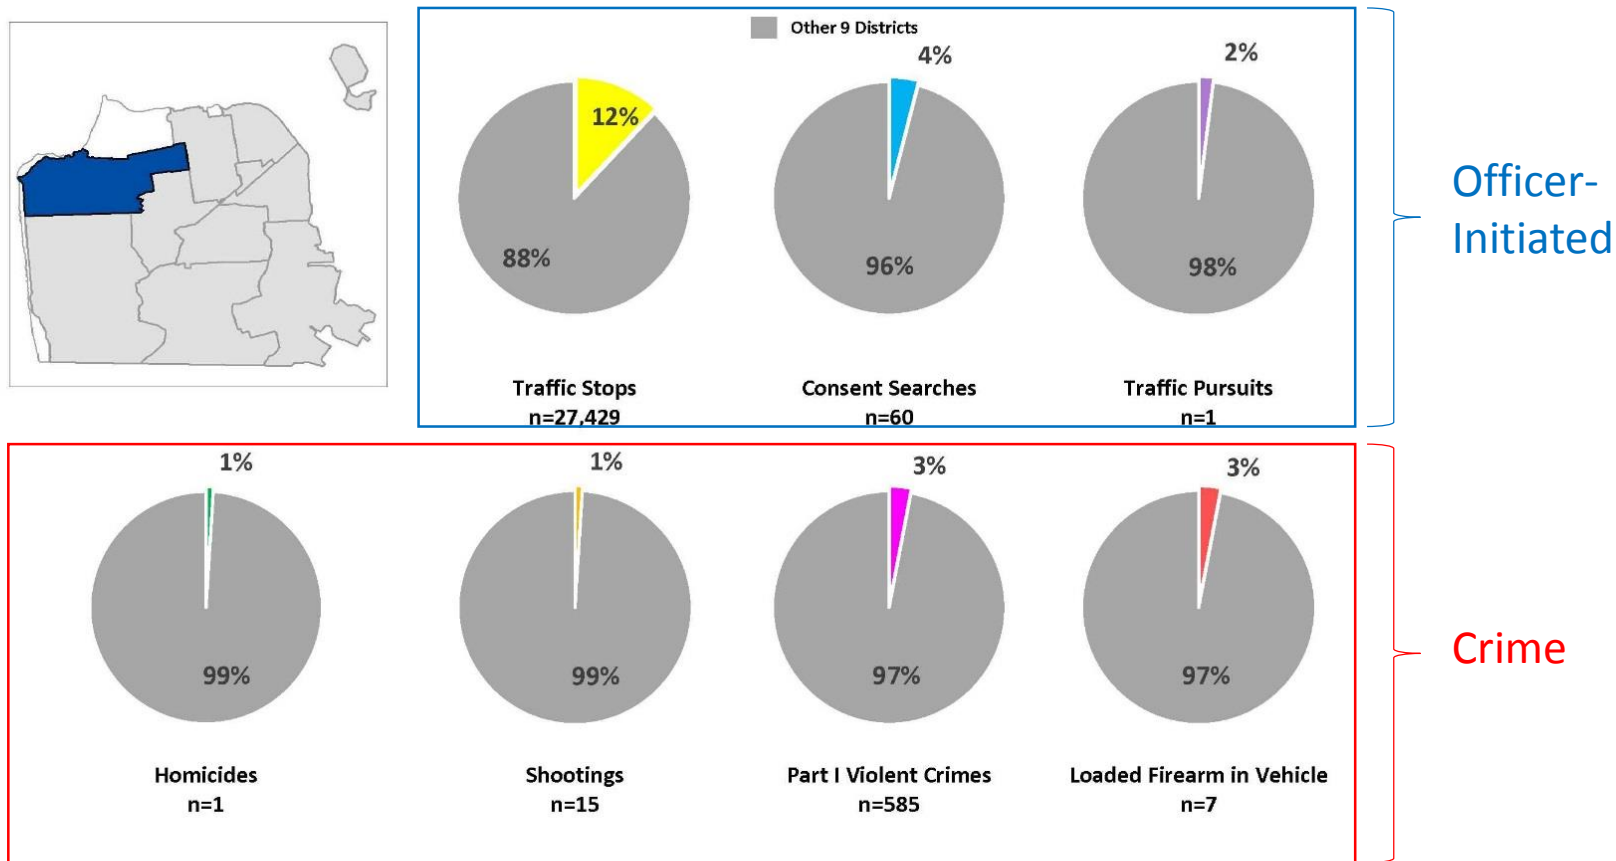 Other 9 Districts
12%
88%
4%
96%
2%
98%
Traffic Stops
n=27,429
Consent Searches
n=60
Traffic Pursuits
n=1
Officer-
Initiated
1%
99%
1%
99%
3%
97%
3%
97%
Homicides
n=1
Shootings
n=15
Part I Violent Crimes
n=585
Loaded Firearm in Vehicle
n=7
Crime